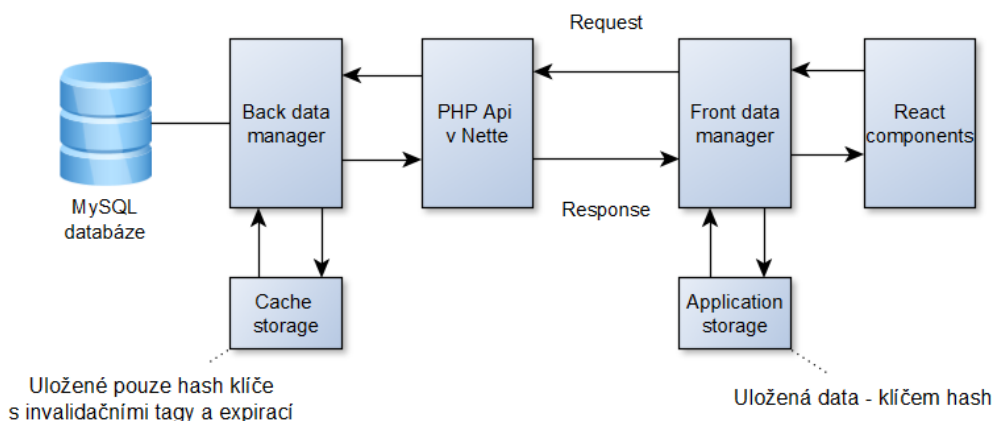 Request
Back data
manager
PHP Api
v Nette
Front data
manager
React
components
MySQL
databáze
Response
Cache
storage
Application
storage
Uložené pouze hash klíče
s invalidačními tagy a expirací
Uložená data - klíčem hash